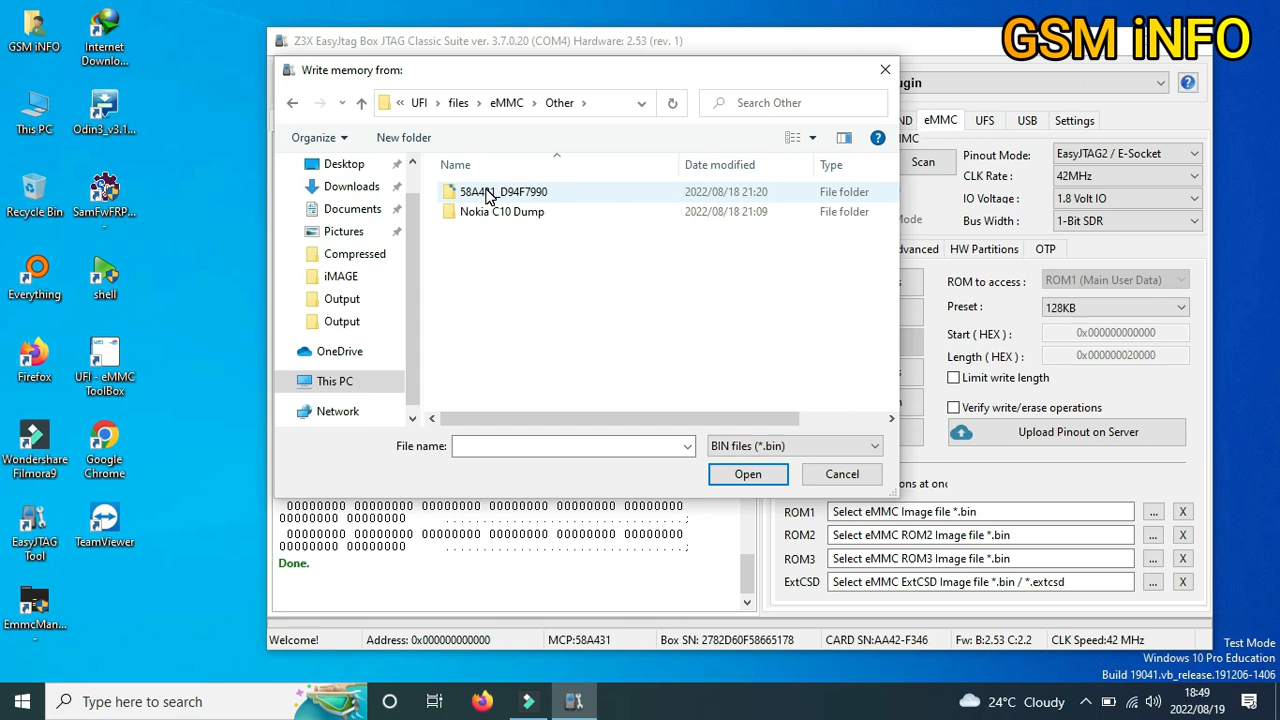 GSM iNFO
GSM iNFO
Internet
Downlo...
This PC
Odin3_v3.1...
Recycle Bin
SamFwFRP...
-
Everything
shell
Firefox
UFI - eMMC
ToolBox
Wondershare
Filmora9
Google
Chrome
EasyJTAG
Tool
TeamViewer
EmmcMan...
-
Z3X EasyJtag Box JTAG Classic Suite ver. 3.7.0.20 (COM4) Hardware: 2.53 (rev. 1)
Write memory from:
« UFI › files › eMMC › Other ›
Search Other
Organize
New folder
Desktop
Downloads
Documents
Pictures
Compressed
iMAGE
Output
Output
OneDrive
This PC
Network
Name
Date modified
Type
2022/08/18 21:20
File folder
Nokia C10 Dump
2022/08/18 21:09
File folder
File name:
BIN files (*.bin)
Open
Cancel
eMMC
UFS
USB
Settings
Scan
Pinout Mode:
EasyJTAG2 / E-Socket
CLK Rate :
42MHz
IO Voltage :
1.8 Volt IO
Bus Width :
1-Bit SDR
Mode
HW Partitions
OTP
ROM to access :
ROM1 (Main User Data)
Preset :
128KB
Start ( HEX ) :
0x000000000000
Length ( HEX ) :
0x000000020000
Limit write length
Verify write/erase operations
Upload Pinout on Server
ROM1
Select eMMC Image file *.bin
...
X
ROM2
Select eMMC ROM2 Image file *.bin
...
X
ROM3
Select eMMC ROM3 Image file *.bin
...
X
ExtCSD
Select eMMC ExtCSD Image file *.bin / *.extcsd
...
X
00000000 00000000 00000000 00000000 00000000 00000000
00000000 00000000 ................................;
00000000 00000000 00000000 00000000 00000000 00000000
00000000 00000000 ................................;
Done.
Welcome!
Address: 0x000000000000
MCP:58A431
Box SN: 2782D60F58665178
CARD SN:AA42-F346
Fw: B:2.53 C:2.2
CLK Speed:42 MHz
Test Mode
Windows 10 Pro Education
Build 19041.vb_release.191206-1406
Type here to search
24°C Cloudy
18:49
2022/08/19